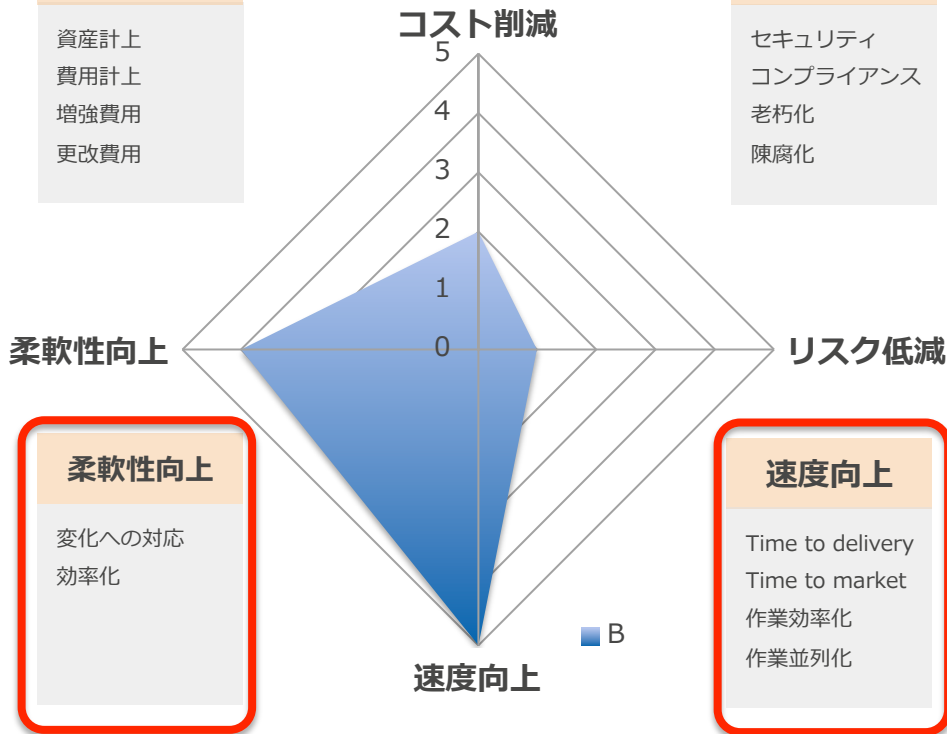 資産計上
費用計上
増強費用
更改費用
コスト削減
セキュリティ
コンプライアンス
老朽化
陳腐化
5
4
3
2
1
0
柔軟性向上
リスク低減
柔軟性向上
変化への対応
効率化
速度向上
Time to delivery
Time to market
作業効率化
作業並列化
B
速度向上